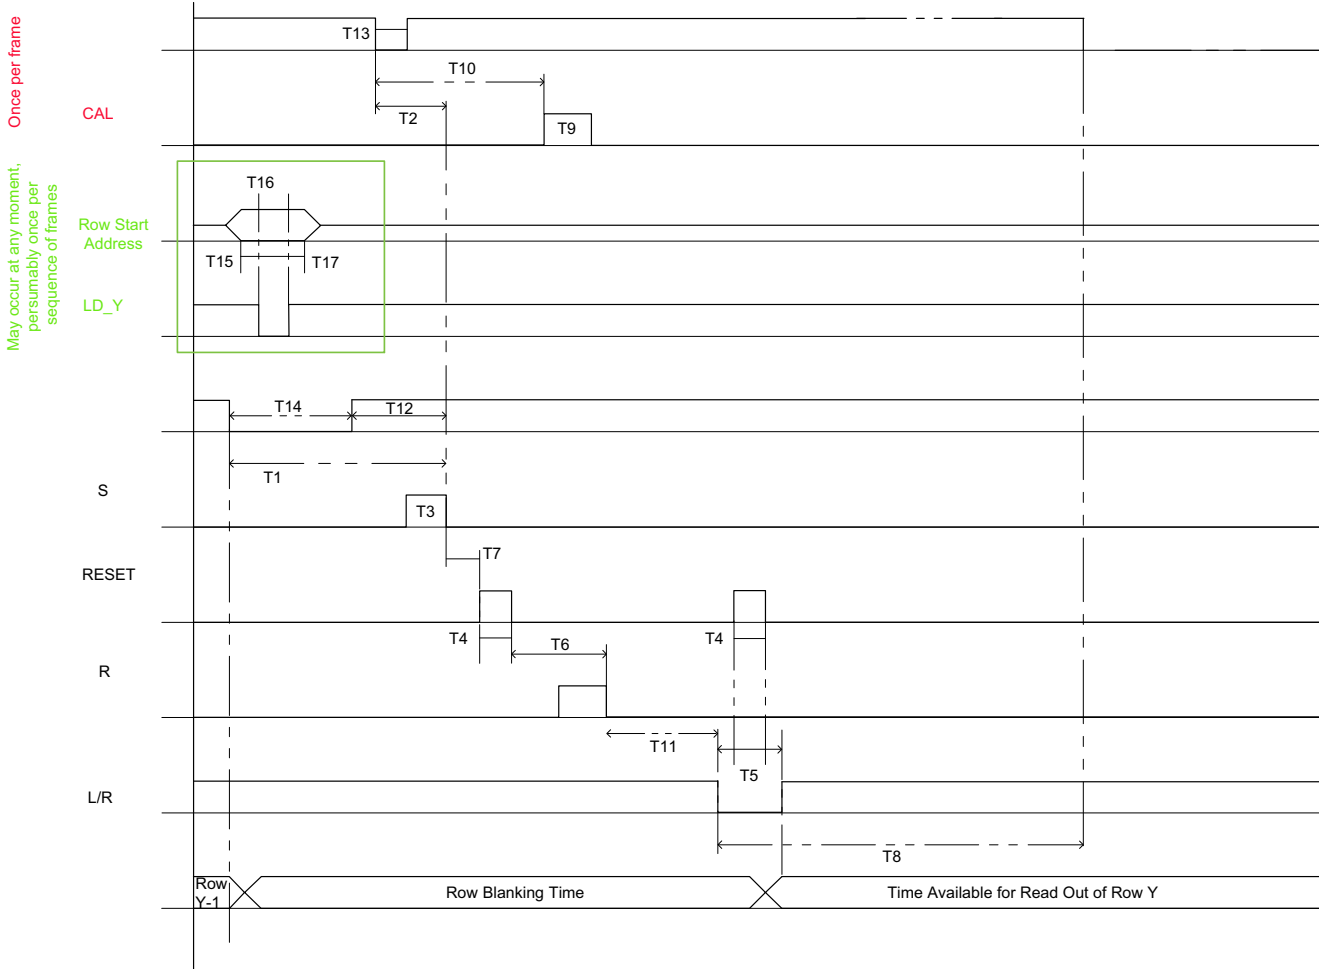 Once per frame
T13
T10
T2
CAL
T9
May occur at any moment,
persumably once per
sequence of frames
T16
Row Start
Address
T15
T17
LD_Y
T14
T12
T1
S
T3
T7
RESET
T4
T6
T4
R
T11
T5
L/R
T8
Row
Y-1
Row Blanking Time
Time Available for Read Out of Row Y